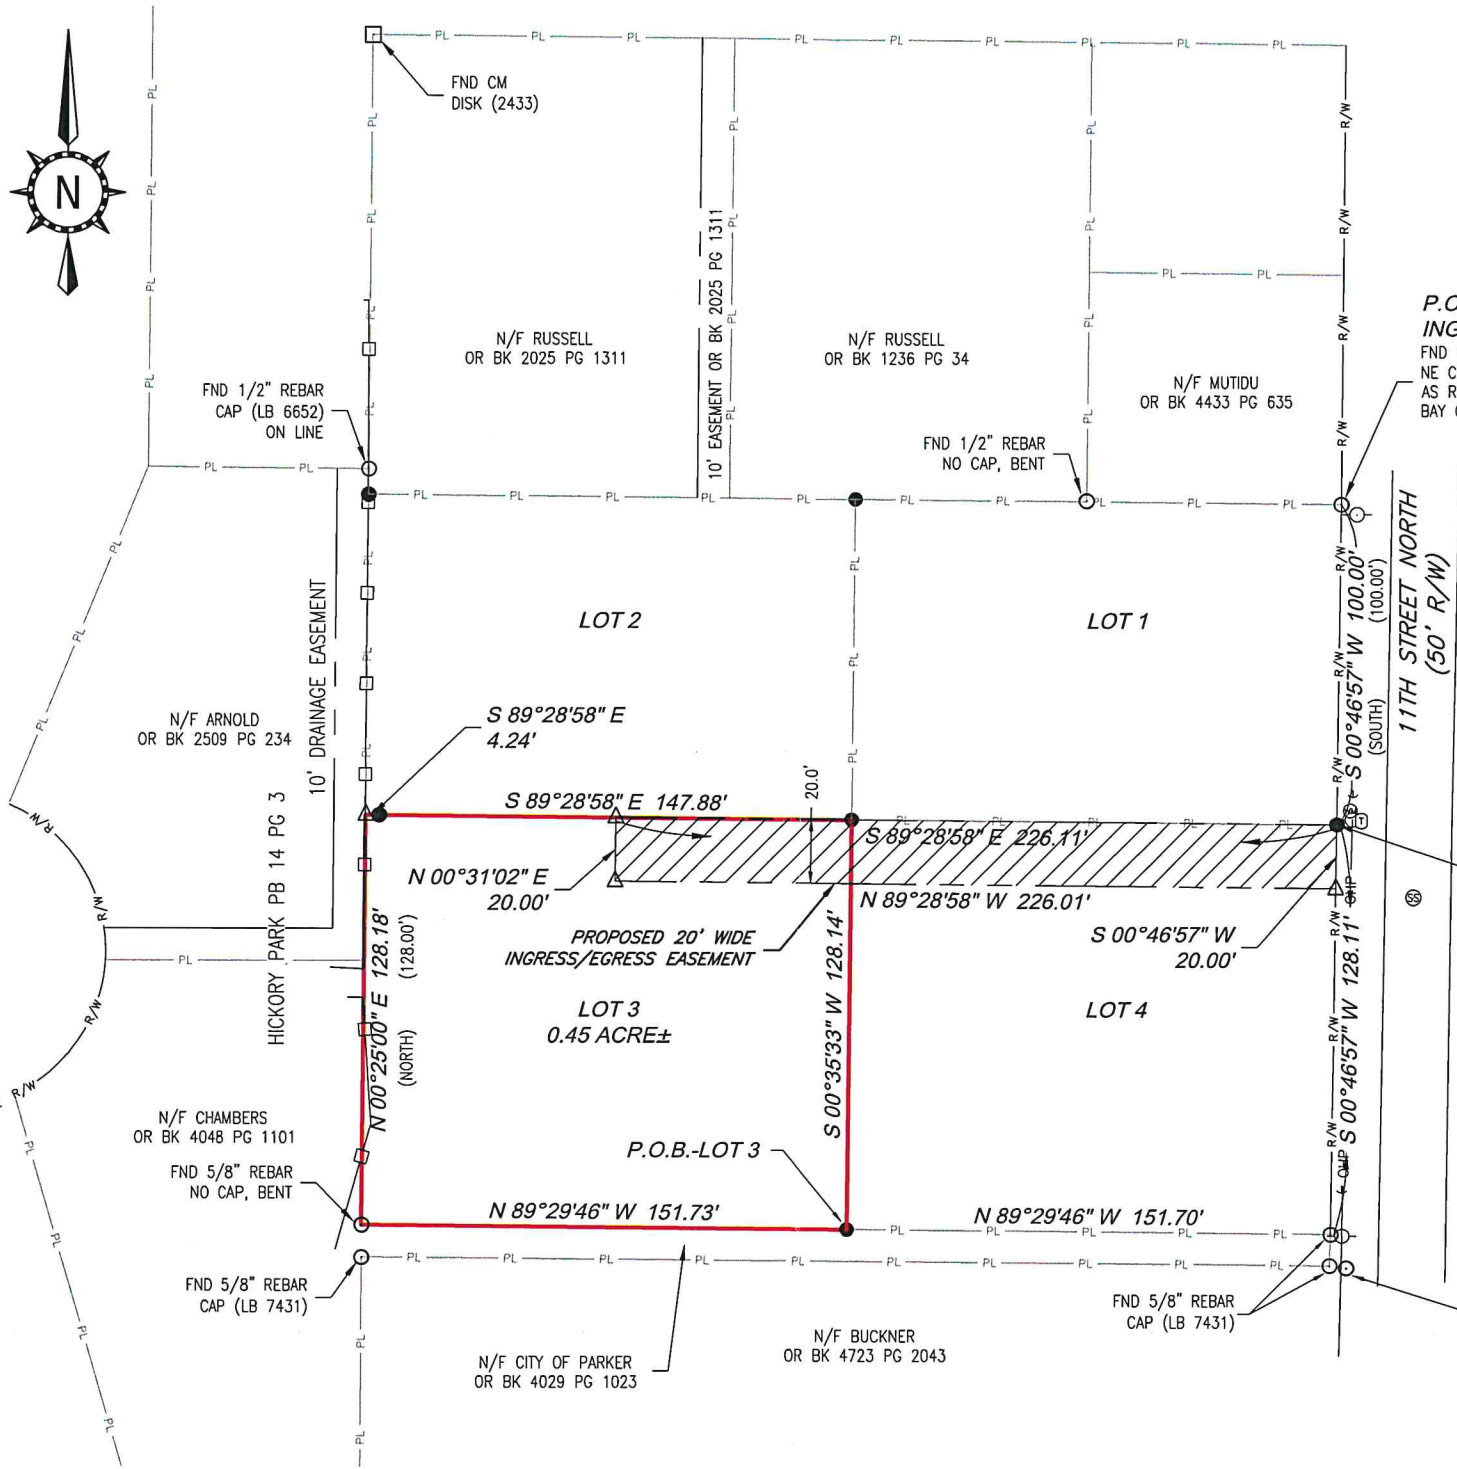 FND CM
DISK (2433)
N
10' EASEMENT OR BK 2025 PG 1311
N/F RUSSELL
OR BK 2025 PG 1311
N/F RUSSELL
OR BK 1236 PG 34
N/F MUTIDU
OR BK 4433 PG 635
P.O
ING
FND
NE C
AS R
BAY
FND 1/2" REBAR
CAP (LB 6652)
ON LINE
FND 1/2" REBAR
NO CAP, BENT
11TH STREET NORTH
(50' R/W)
S 00°46'57" W 100.00'
(SOUTH) (100.00')
LOT 2
LOT 1
10' DRAINAGE EASEMENT
N/F ARNOLD
OR BK 2509 PG 234
S 89°28'58" E
4.24'
HICKORY PARK PB 14 PG 3
S 89°28'58" E 147.88'
20.0'
S 89°28'58" E 226.11'
N 00°31'02" E
20.00'
N 89°28'58" W 226.01'
PROPOSED 20' WIDE
INGRESS/EGRESS EASEMENT
S 00°46'57" W
20.00'
SS
T
OHP
N 00°25'00" E 128.18'
(NORTH) (128.00')
LOT 3
0.45 ACRE±
S 00°35'33" W 128.14'
LOT 4
S 00°46'57" W 128.11'
OHP
N/F CHAMBERS
OR BK 4048 PG 1101
FND 5/8" REBAR
NO CAP, BENT
P.O.B.-LOT 3
N 89°29'46" W 151.73'
N 89°29'46" W 151.70'
FND 5/8" REBAR
CAP (LB 7431)
FND 5/8" REBAR
CAP (LB 7431)
N/F CITY OF PARKER
OR BK 4029 PG 1023
N/F BUCKNER
OR BK 4723 PG 2043
PL
R/W